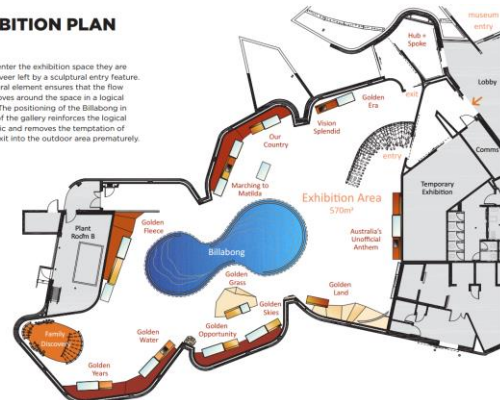 BITION PLAN
enter the exhibition space they are
veer left by a sculptural entry feature.
ral element ensures that the flow
oves around the space in a logical
The positioning of the Billabong in
of the gallery reinforces the logical
ic and removes the temptation of
exit into the outdoor area prematurely.
museum
entry
Hub +
Spoke
Lobby
exit
Golden
Era
Vision
Splendid
Our
Country
entry
Comms
Marching to
Matilda
Temporary
Exhibition
Exhibition Area
570m²
Golden
Fleece
Plant
Room B
Australia's
Unofficial
Anthem
Billabong
Golden
Grass
Golden
Land
Golden
Skies
Golden
Opportunity
Golden
Water
Family
Discovery
Golden
Years